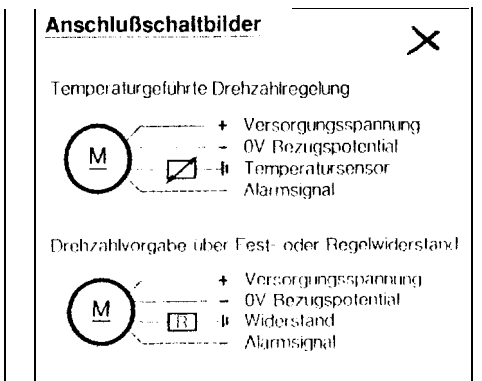 Anschlußschaltbilder
Temperaturgeführte Drehzahlregelung
M
+ Versorgungsspannung
- 0V Bezugspotential
Temperatursensor
Alarmsignal
Drehzahlvorgabe über Fest- oder Regelwiderstand
M
+ Versorgungsspannung
- 0V Bezugspotential
R Widerstand
Alarmsignal